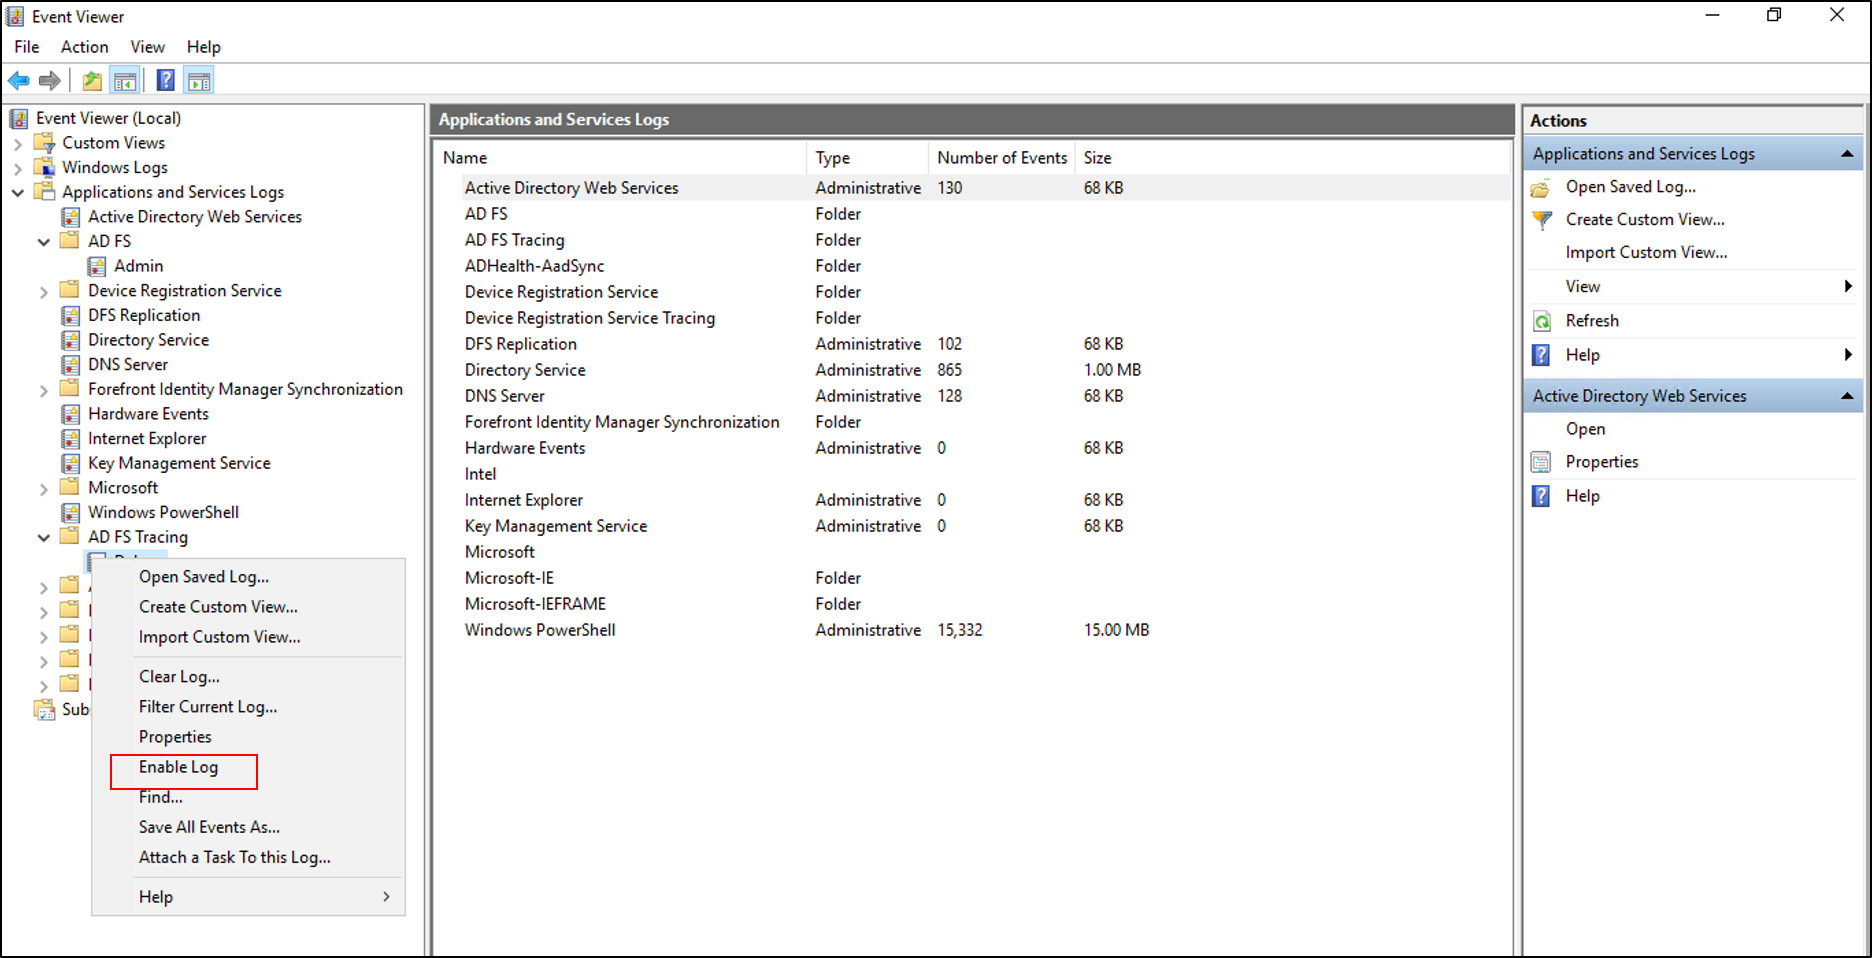 Event Viewer
File Action View Help
Event Viewer (Local)
Custom Views
Windows Logs
Applications and Services Logs
Active Directory Web Services
AD FS
Admin
Device Registration Service
DFS Replication
Directory Service
DNS Server
Forefront Identity Manager Synchronization
Hardware Events
Internet Explorer
Key Management Service
Microsoft
Windows PowerShell
AD FS Tracing
Open Saved Log...
Create Custom View...
Import Custom View...
Clear Log...
Filter Current Log...
Properties
Enable Log
Find...
Save All Events As...
Attach a Task To this Log...
Help
Applications and Services Logs
Name Type Number of Events Size
Active Directory Web Services Administrative 130 68 KB
AD FS Folder
AD FS Tracing Folder
ADHealth-AadSync Folder
Device Registration Service Folder
Device Registration Service Tracing Folder
DFS Replication Administrative 102 68 KB
Directory Service Administrative 865 1.00 MB
DNS Server Administrative 128 68 KB
Forefront Identity Manager Synchronization Folder
Hardware Events Administrative 0 68 KB
Intel
Internet Explorer Administrative 0 68 KB
Key Management Service Administrative 0 68 KB
Microsoft
Microsoft-IE Folder
Microsoft-IEFRAME Folder
Windows PowerShell Administrative 15,332 15.00 MB
Actions
Applications and Services Logs
Open Saved Log...
Create Custom View...
Import Custom View...
View
Refresh
Help
Active Directory Web Services
Open
Properties
Help